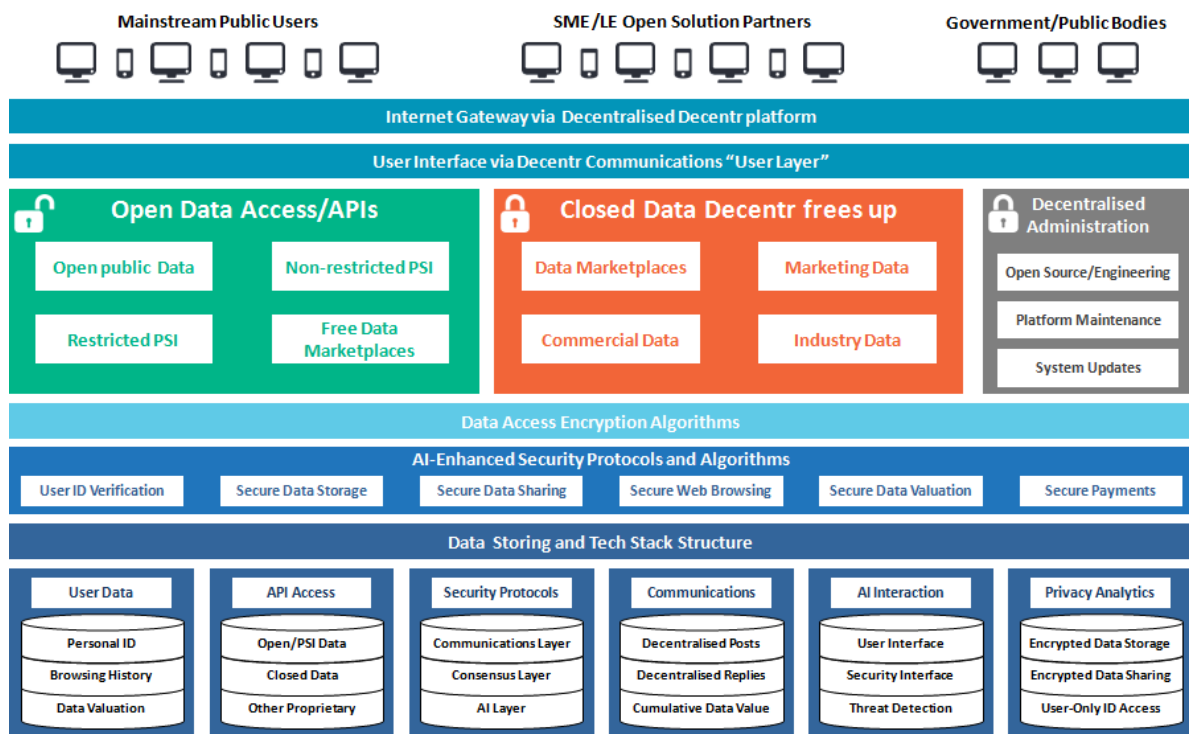 Mainstream Public Users
SME/LE Open Solution Partners
Government/Public Bodies
Internet Gateway via Decentralised Decentr platform
User Interface via Decentr Communications “User Layer”
Open Data Access/APIs
Open public Data
Non-restricted PSI
Restricted PSI
Free Data
Marketplaces
Closed Data Decentr frees up
Data Marketplaces
Marketing Data
Commercial Data
Industry Data
Decentralised
Administration
Open Source/Engineering
Platform Maintenance
System Updates
Data Access Encryption Algorithms
AI-Enhanced Security Protocols and Algorithms
User ID Verification
Secure Data Storage
Secure Data Sharing
Secure Web Browsing
Secure Data Valuation
Secure Payments
Data Storing and Tech Stack Structure
User Data
Personal ID
Browsing History
Data Valuation
API Access
Open/PSI Data
Closed Data
Other Proprietary
Security Protocols
Communications Layer
Consensus Layer
AI Layer
Communications
Decentralised Posts
Decentralised Replies
Cumulative Data Value
AI Interaction
User Interface
Security Interface
Threat Detection
Privacy Analytics
Encrypted Data Storage
Encrypted Data Sharing
User-Only ID Access